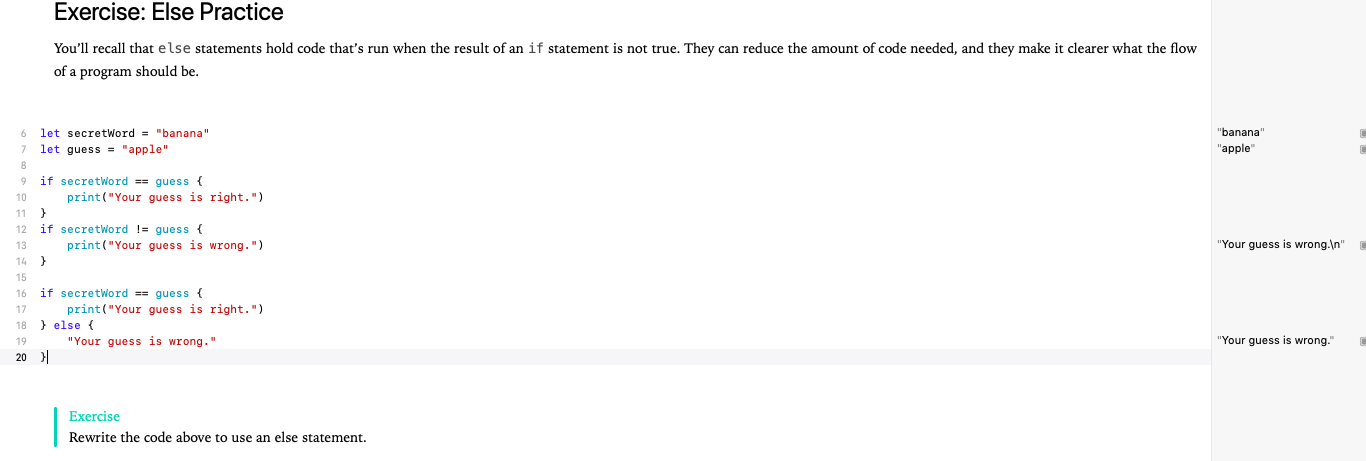 Exercise: Else Practice
You’ll recall that else statements hold code that’s run when the result of an if statement is not true. They can reduce the amount of code needed, and they make it clearer what the flow
of a program should be.
6 let secretWord = "banana" "banana"
7 let guess = "apple" "apple"
8
9 if secretWord == guess {
10     print("Your guess is right.")
11 }
12 if secretWord != guess {
13     print("Your guess is wrong.") "Your guess is wrong.\n"
14 }
15
16 if secretWord == guess {
17     print("Your guess is right.")
18 } else {
19     "Your guess is wrong." "Your guess is wrong."
20 }
Exercise
Rewrite the code above to use an else statement.